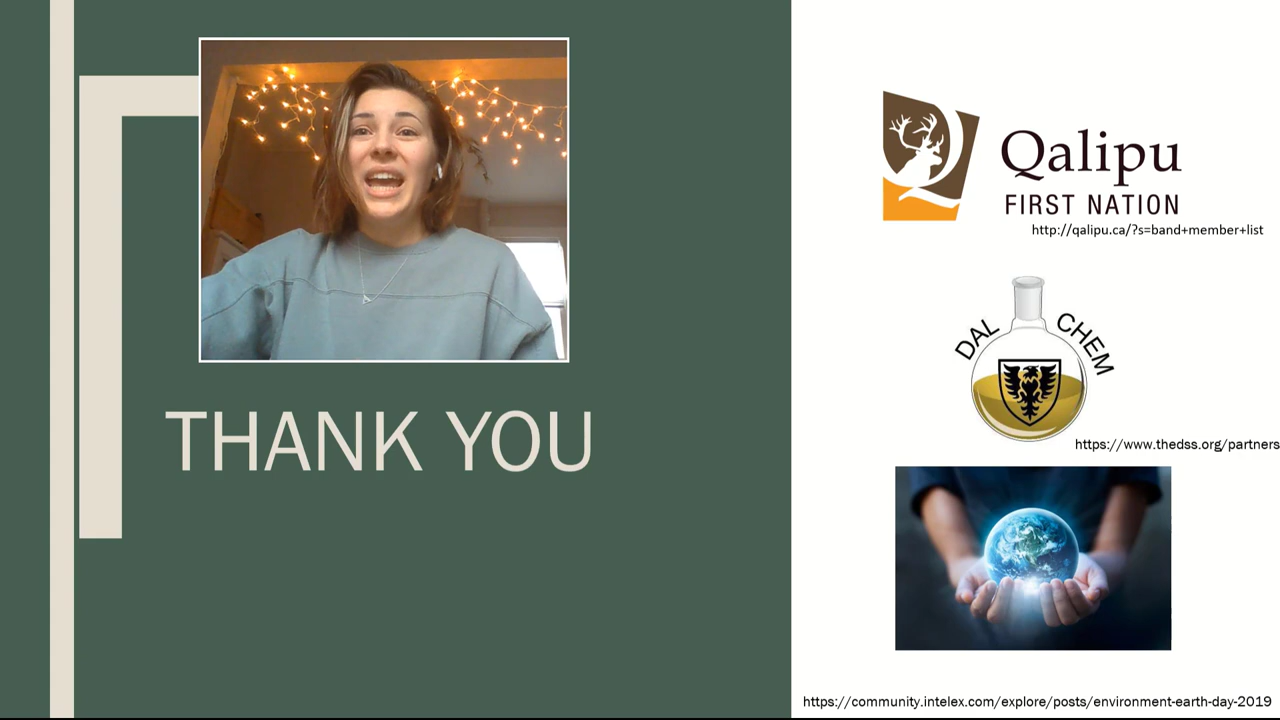 THANK YOU
Qalipu
FIRST NATION
http://qalipu.ca/?s=band+member+list
DAL CHEM
https://www.thedss.org/partners
https://community.intelex.com/explore/posts/environment-earth-day-2019